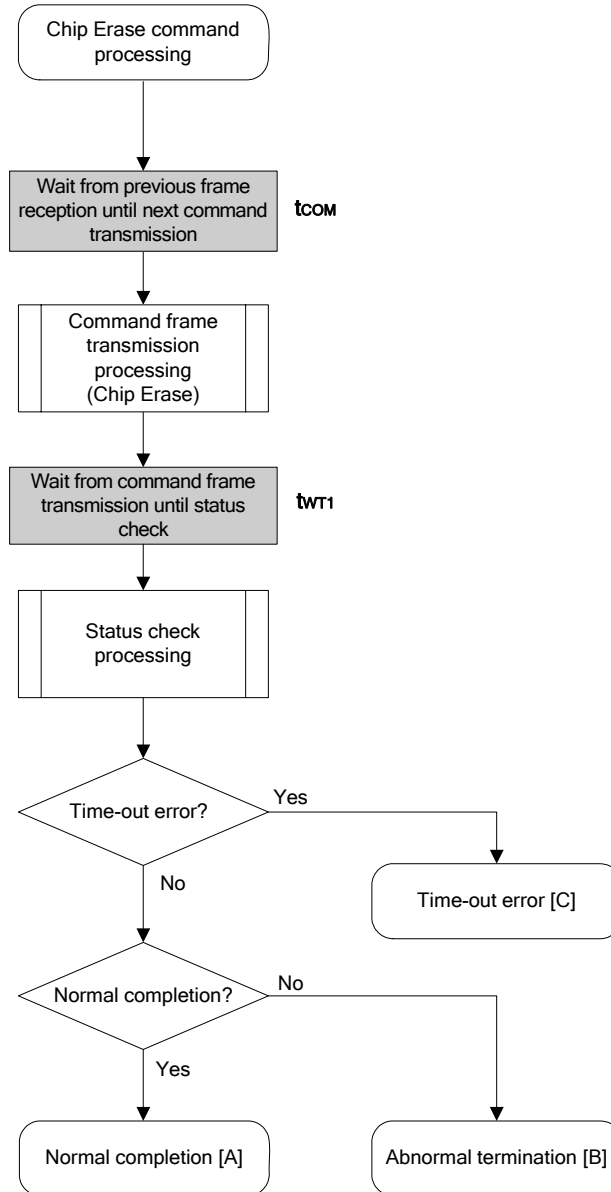 Chip Erase command
processing
Wait from previous frame
reception until next command
transmission
tCOM
Command frame
transmission
processing
(Chip Erase)
Wait from command frame
transmission until status
check
tWT1
Status check
processing
Time-out error?
Yes
No
Time-out error [C]
Normal completion?
No
Yes
Normal completion [A]
Abnormal termination [B]